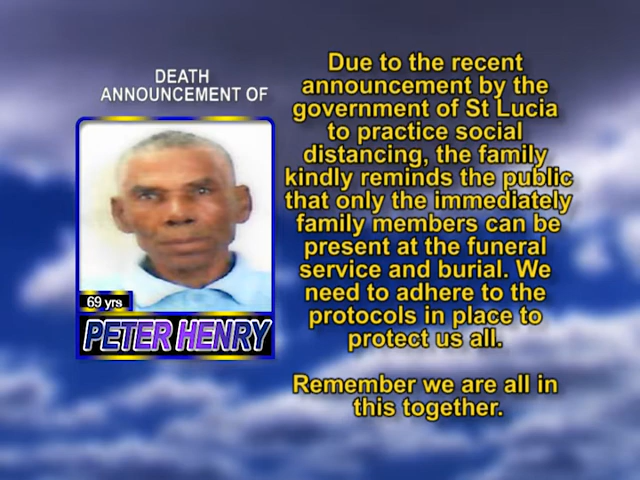 DEATH
ANNOUNCEMENT OF
69 yrs
PETER HENRY
Due to the recent
announcement by the
government of St Lucia
to practice social
distancing, the family
kindly reminds the public
that only the immediately
family members can be
present at the funeral
service and burial. We
need to adhere to the
protocols in place to
protect us all.
Remember we are all in
this together.